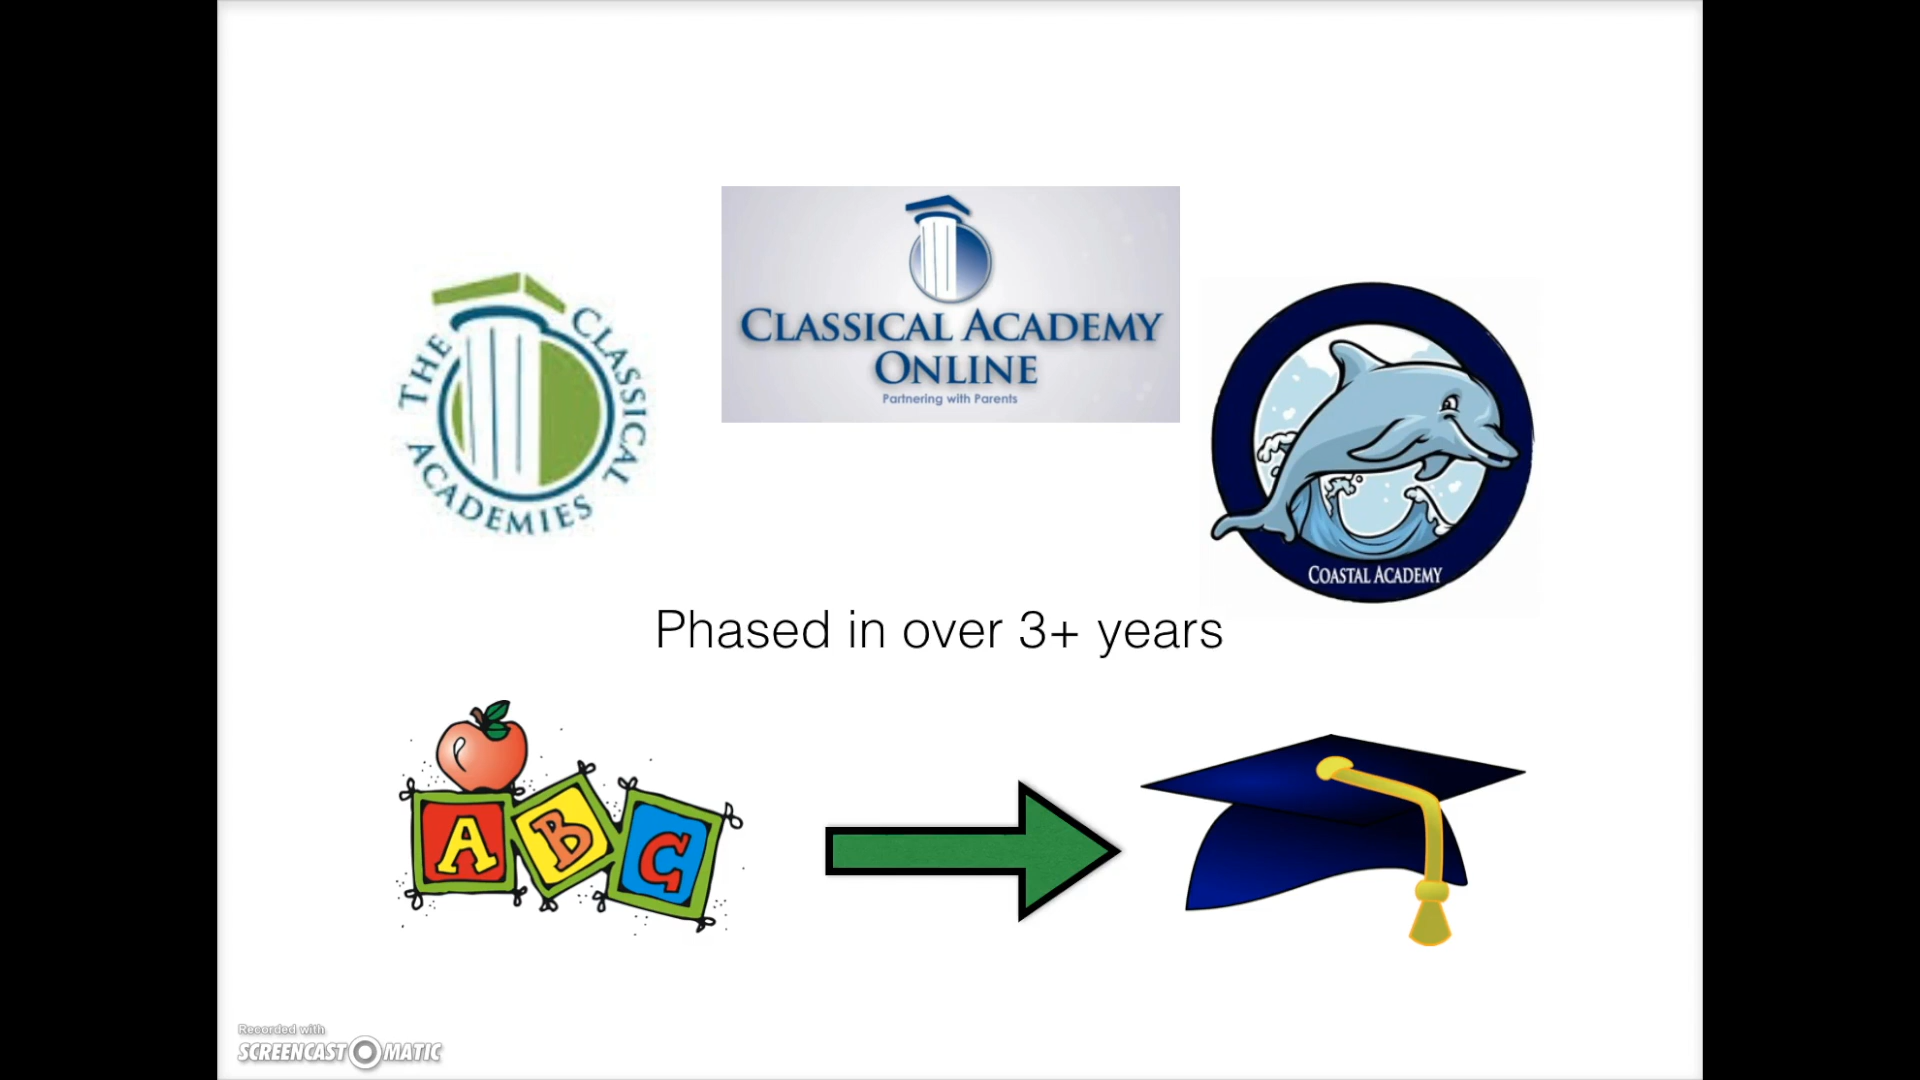 THE CLASSICAL
ACADEMIES
CLASSICAL ACADEMY
ONLINE
Partnering with Parents
COASTAL ACADEMY
Phased in over 3+ years
A B C
Recorded with
SCREENCAST-O-MATIC